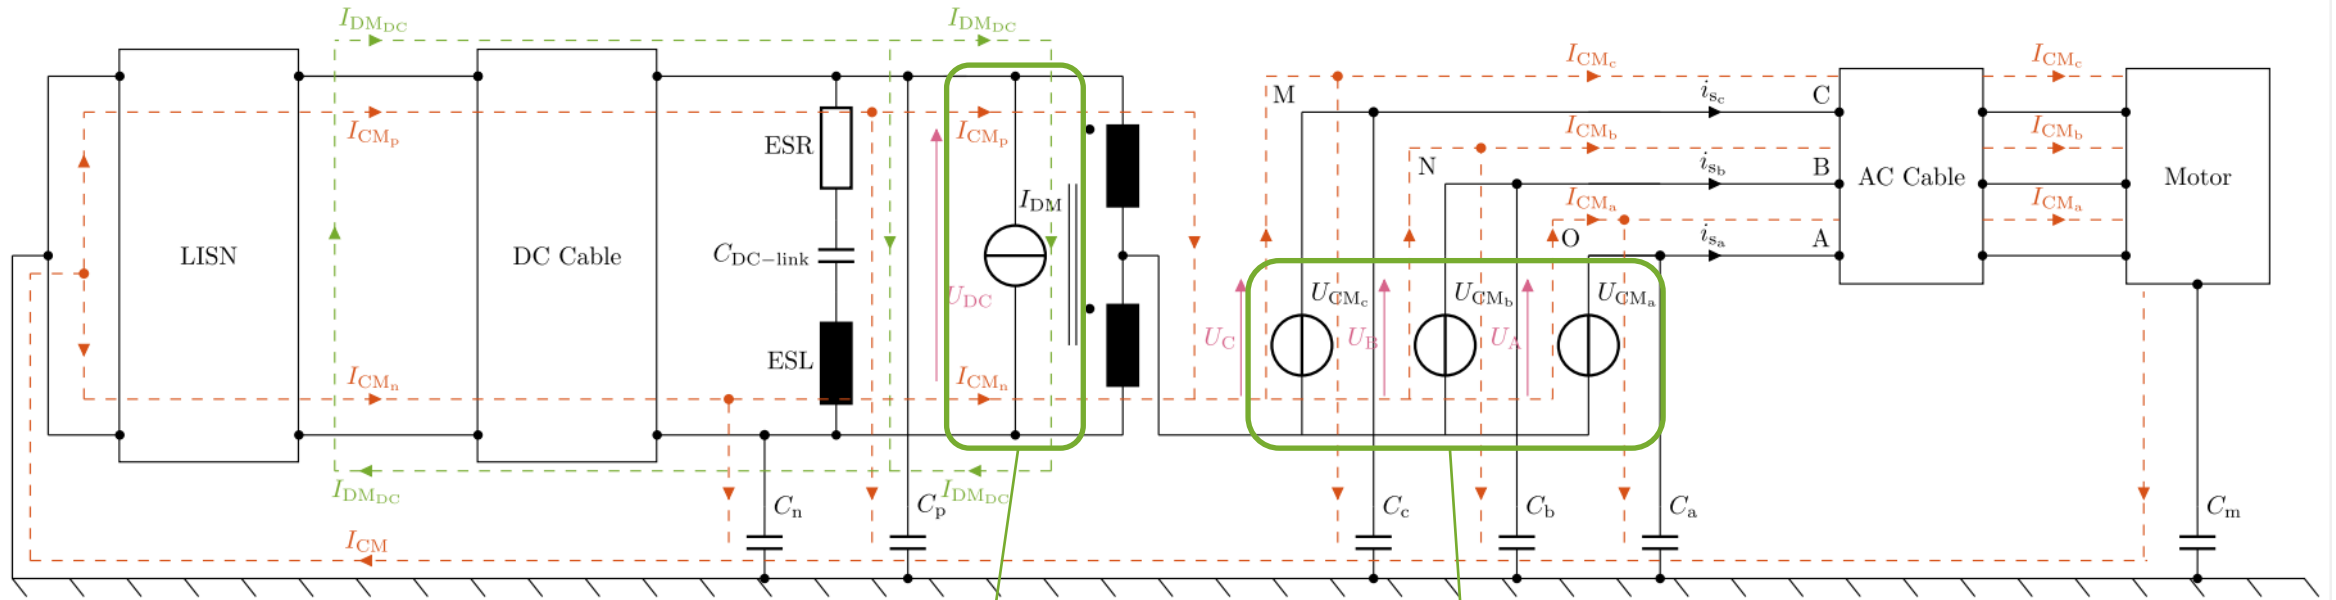 I_DM_DC
I_DM_DC
I_CM_c
I_CM_c
M
i_s_c
C
I_CM_p
I_CM_p
ESR
I_CM_b
I_CM_b
N
i_s_b
B
AC Cable
Motor
I_DM
I_CM_a
I_CM_a
O
i_s_a
A
LISN
DC Cable
C_DC−link
U_DC
U_CM_c
U_CM_b
U_CM_a
U_C
U_B
U_A
ESL
I_CM_n
I_CM_n
I_DM_DC
I_DM_DC
C_n
C_p
C_c
C_b
C_a
C_m
I_CM